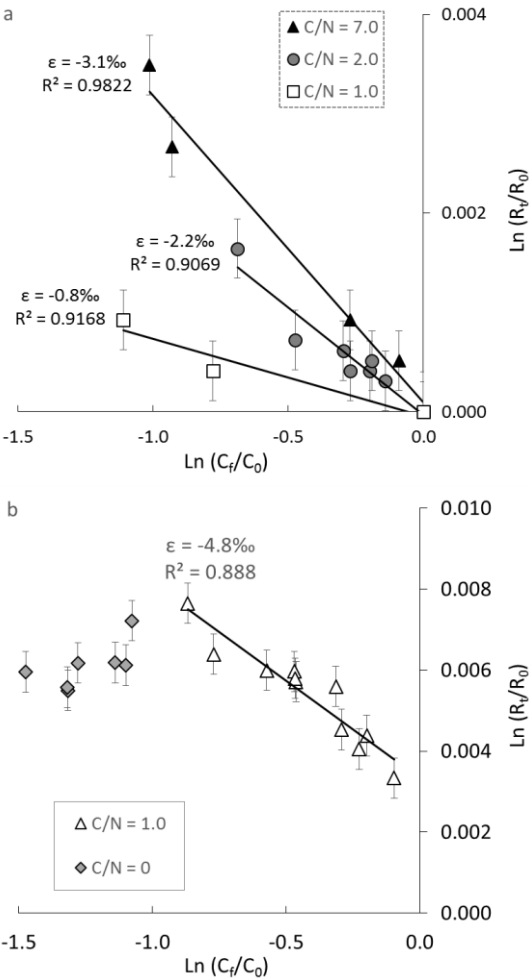 a
C/N = 7.0
C/N = 2.0
C/N = 1.0
ε = -3.1‰
R² = 0.9822
ε = -2.2‰
R² = 0.9069
ε = -0.8‰
R² = 0.9168
0.004
0.002
0.000
Ln (Rt/R0)
-1.5
-1.0
-0.5
0.0
Ln (Cf/C0)
b
ε = -4.8‰
R² = 0.888
0.010
0.008
0.006
0.004
0.002
0.000
Ln (Rt/R0)
C/N = 1.0
C/N = 0
-1.5
-1.0
-0.5
0.0
Ln (Cf/C0)